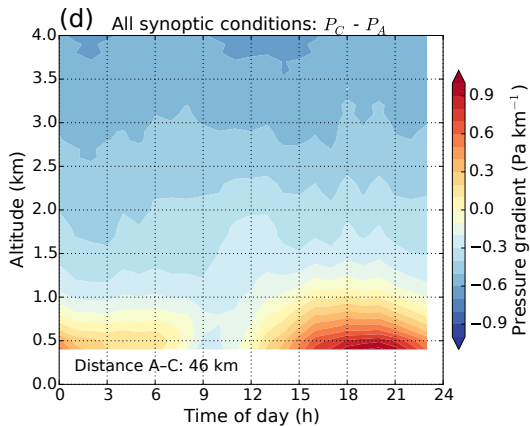 (d) All synoptic conditions: P_C - P_A
4.0
3.5
3.0
2.5
2.0
1.5
1.0
0.5
0.0
Altitude (km)
Distance A–C: 46 km
0 3 6 9 12 15 18 21 24
Time of day (h)
0.9
0.6
0.3
0.0
−0.3
−0.6
−0.9
Pressure gradient (Pa km⁻¹)